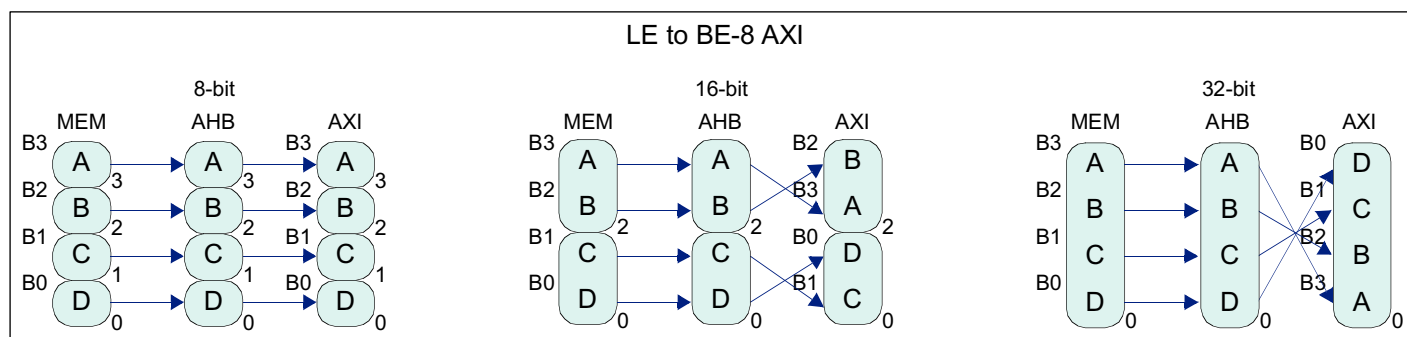 LE to BE-8 AXI
8-bit 16-bit 32-bit
MEM AHB AXI MEM AHB AXI MEM AHB AXI
B3 A A 3 3 B3 A 3 B3 A A B2 B B3 A A B0 D
B2 B B 2 2 B2 B 2 B2 B B 2 2 B3 A 2 B2 B B B1 C
B1 C C 1 1 B1 C 1 B1 C C B0 D B1 C C B2 B
B0 D D 0 0 B0 D 0 B0 D D 0 0 B1 C 0 B0 D D 0 0 B3 A 0